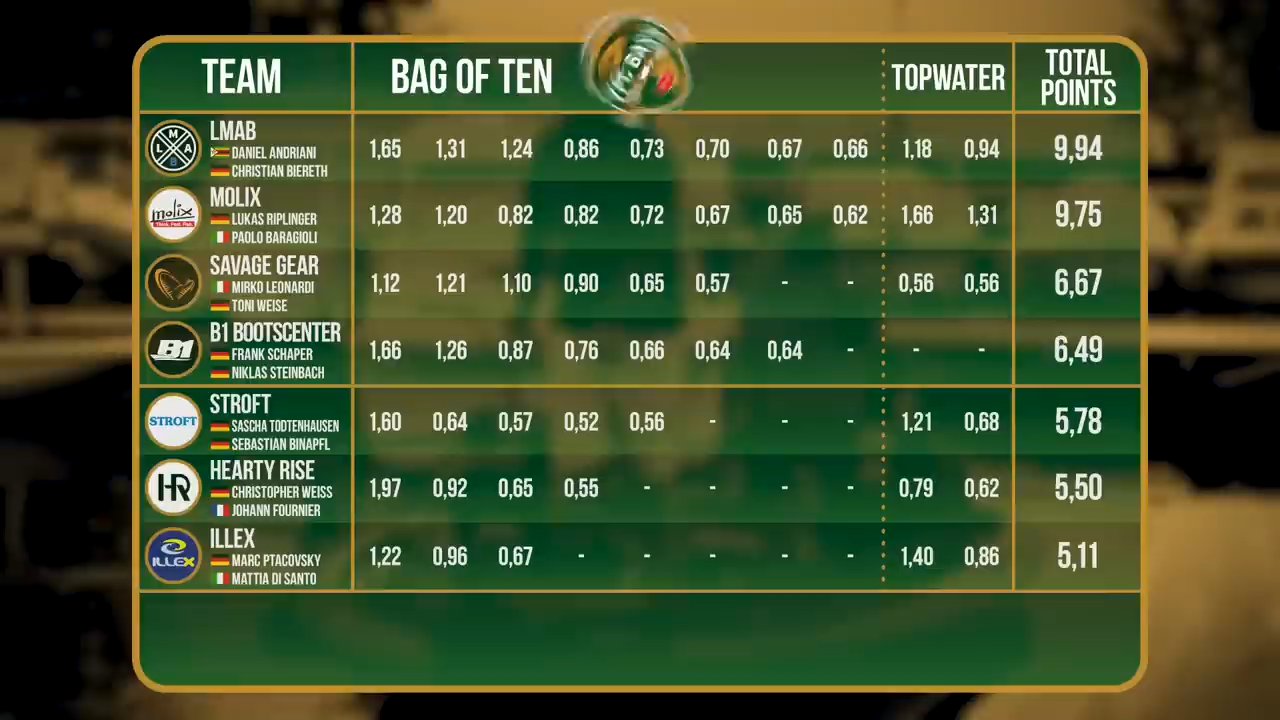 TEAM BAG OF TEN TOPWATER TOTAL POINTS
LMAB
DANIEL ANDRIANI
CHRISTIAN BIERETH
1,65 1,31 1,24 0,86 0,73 0,70 0,67 0,66 1,18 0,94 9,94
molix
MOLIX
LUKAS RIPLINGER
PAOLO BARAGIOLI
1,28 1,20 0,82 0,82 0,72 0,67 0,65 0,62 1,66 1,31 9,75
SAVAGE GEAR
MIRKO LEONARDI
TONI WEISE
1,12 1,21 1,10 0,90 0,65 0,57 - - 0,56 0,56 6,67
B1
B1 BOOTSCENTER
FRANK SCHAPER
NIKLAS STEINBACH
1,66 1,26 0,87 0,76 0,66 0,64 0,64 - - - 6,49
STROFT
STROFT
SASCHA TODTENHAUSEN
SEBASTIAN BINAPFL
1,60 0,64 0,57 0,52 0,56 - - - 1,21 0,68 5,78
HR
HEARTY RISE
CHRISTOPHER WEISS
JOHANN FOURNIER
1,97 0,92 0,65 0,55 - - - - 0,79 0,62 5,50
ILLEX
ILLEX
MARC PTACOVSKY
MATTIA DI SANTO
1,22 0,96 0,67 - - - - - 1,40 0,86 5,11